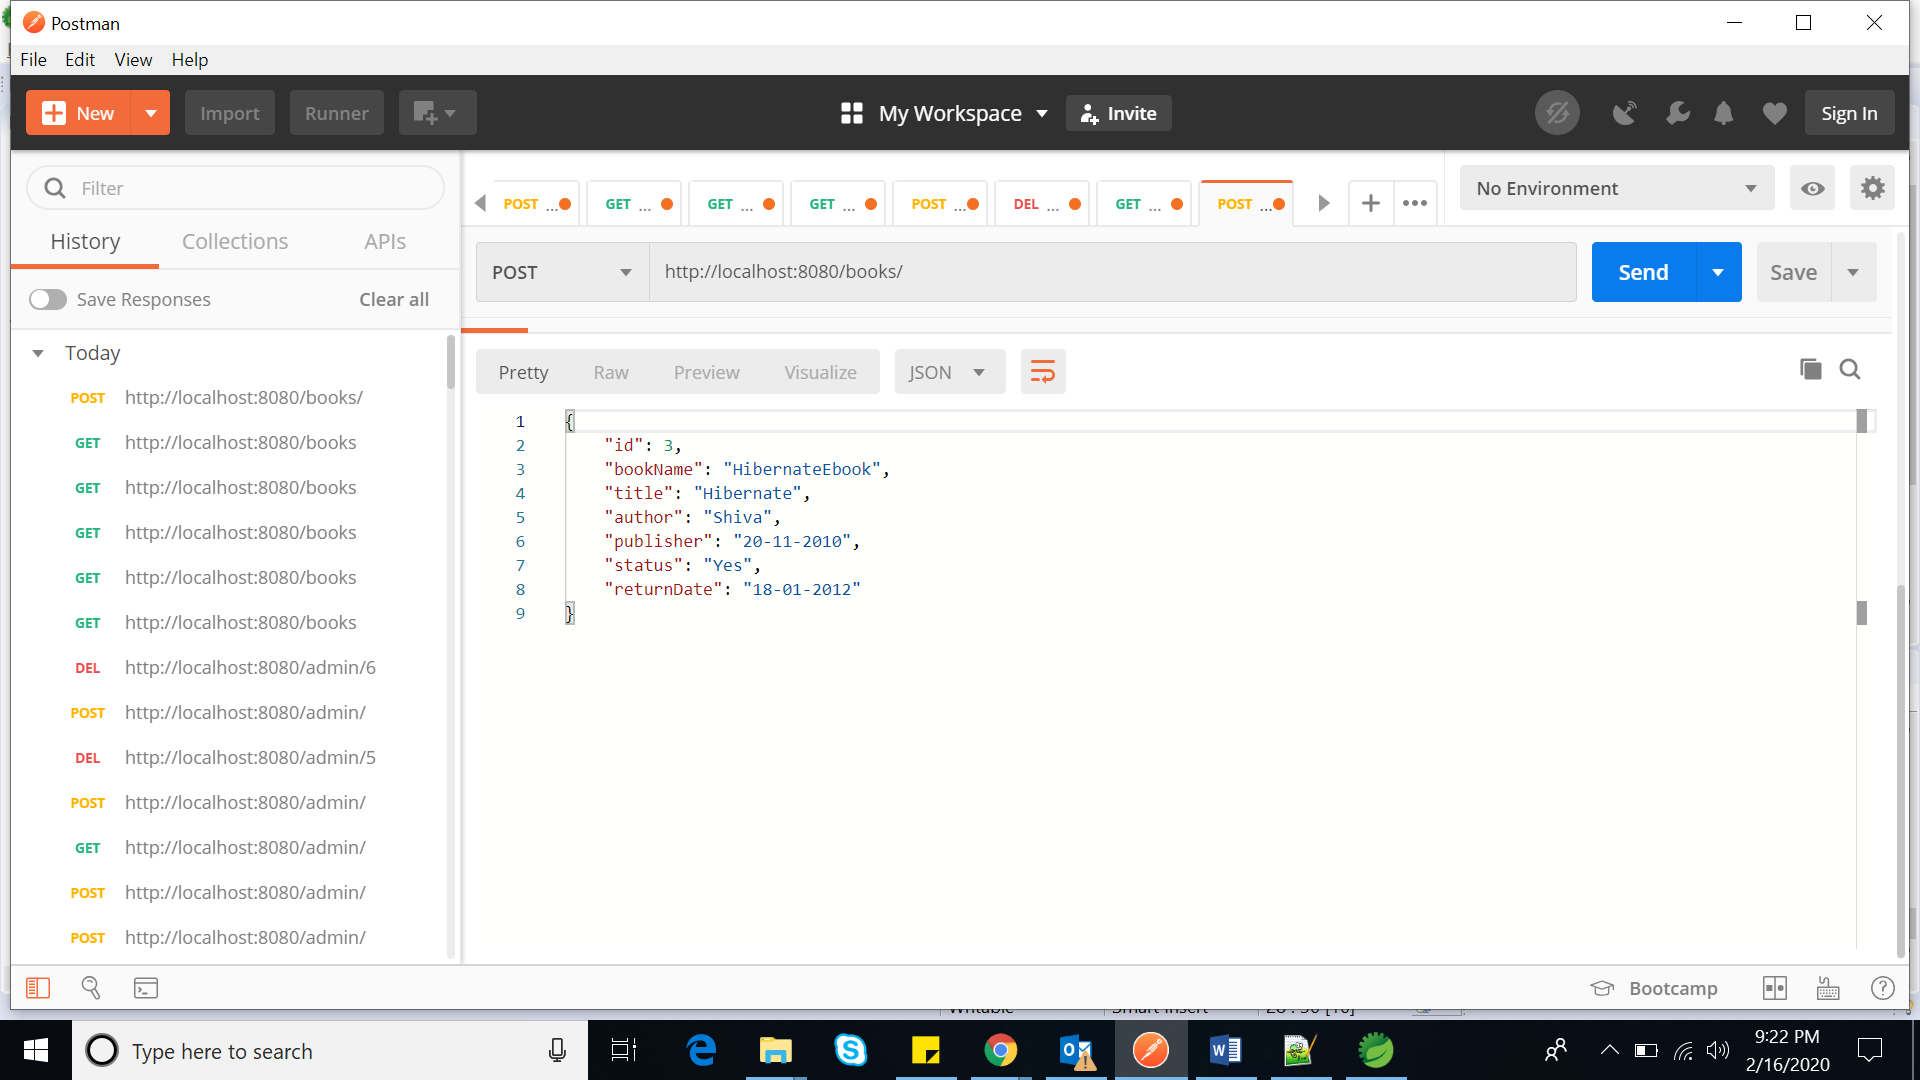 Postman
File Edit View Help
New Import Runner My Workspace Invite Sign In
Filter
History Collections APIs
Save Responses Clear all
Today
POST http://localhost:8080/books/
GET http://localhost:8080/books
GET http://localhost:8080/books
GET http://localhost:8080/books
GET http://localhost:8080/books
GET http://localhost:8080/books
DEL http://localhost:8080/admin/6
POST http://localhost:8080/admin/
DEL http://localhost:8080/admin/5
POST http://localhost:8080/admin/
GET http://localhost:8080/admin/
POST http://localhost:8080/admin/
POST http://localhost:8080/admin/
POST ... GET ... GET ... GET ... POST ... DEL ... GET ... POST ...
No Environment
POST http://localhost:8080/books/ Send Save
Pretty Raw Preview Visualize JSON
1 {
2 "id": 3,
3 "bookName": "HibernateEbook",
4 "title": "Hibernate",
5 "author": "Shiva",
6 "publisher": "20-11-2010",
7 "status": "Yes",
8 "returnDate": "18-01-2012"
9 }
Bootcamp
Type here to search
9:22 PM
2/16/2020